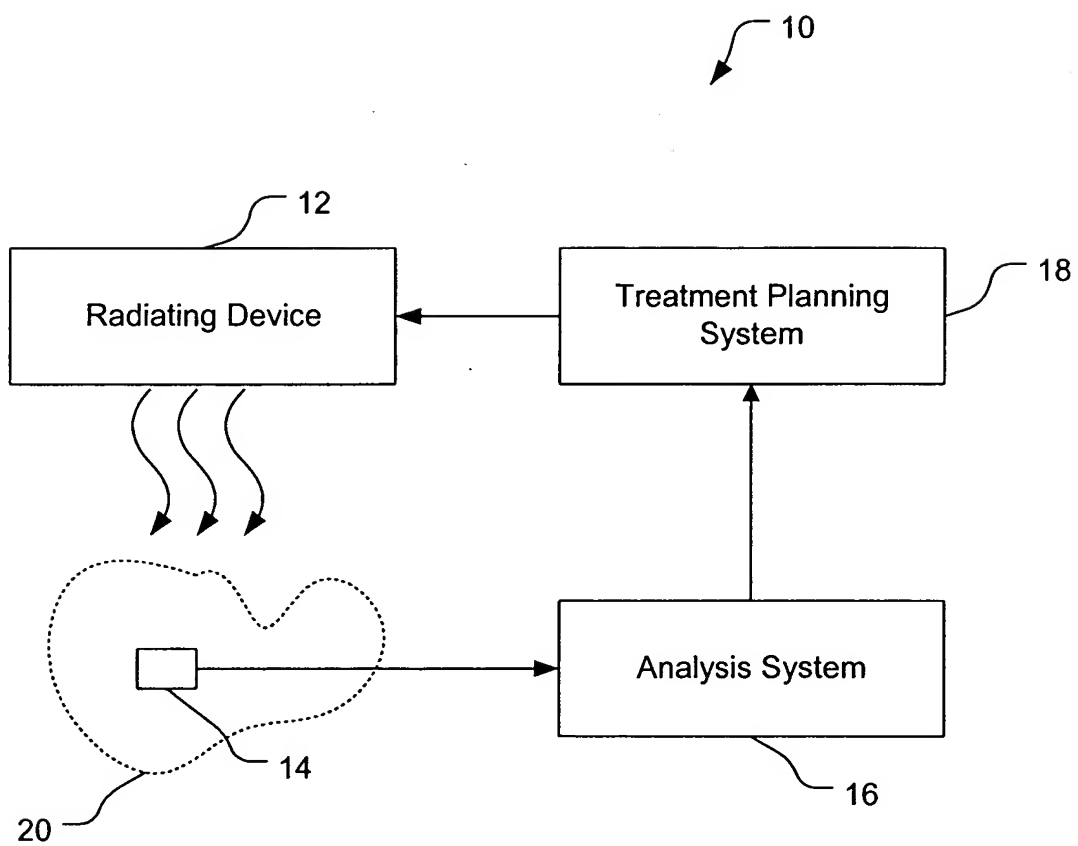 10
12
Radiating Device
Treatment Planning
System
18
14
20
Analysis System
16